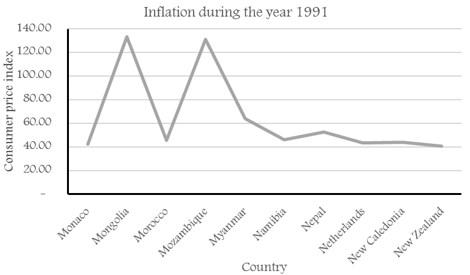 Inflation during the year 1991
Consumer price index
140.00
120.00
100.00
80.00
60.00
40.00
20.00
-
Monaco
Mongolia
Morocco
Mozambique
Myanmar
Namibia
Nepal
Netherlands
New Caledonia
New Zealand
Country